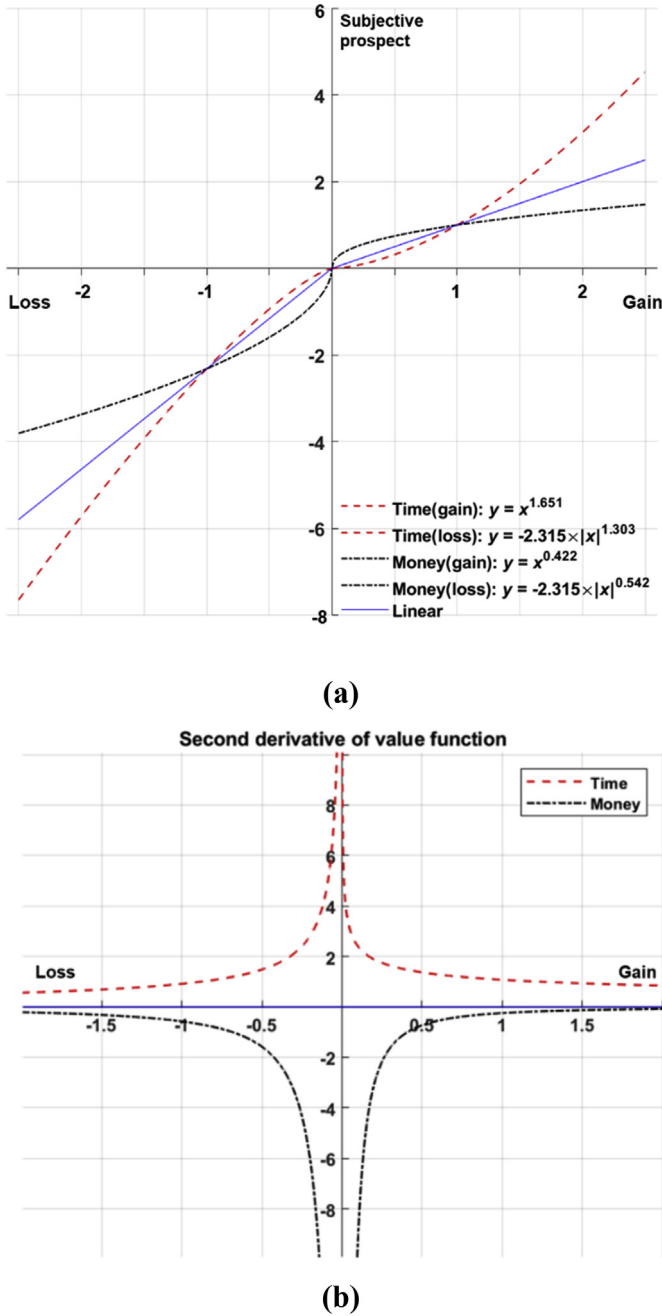 6
Subjective
prospect
4
2
Loss -2 -1 1 2 Gain
-2
-4
-6
-8
Time(gain): y = x^1.651
Time(loss): y = -2.315×|x|^1.303
Money(gain): y = x^0.422
Money(loss): y = -2.315×|x|^0.542
Linear
(a)
Second derivative of value function
Time
Money
8
6
4
2
Loss Gain
-1.5 -1 -0.5 0.5 1 1.5
-2
-4
-6
-8
(b)